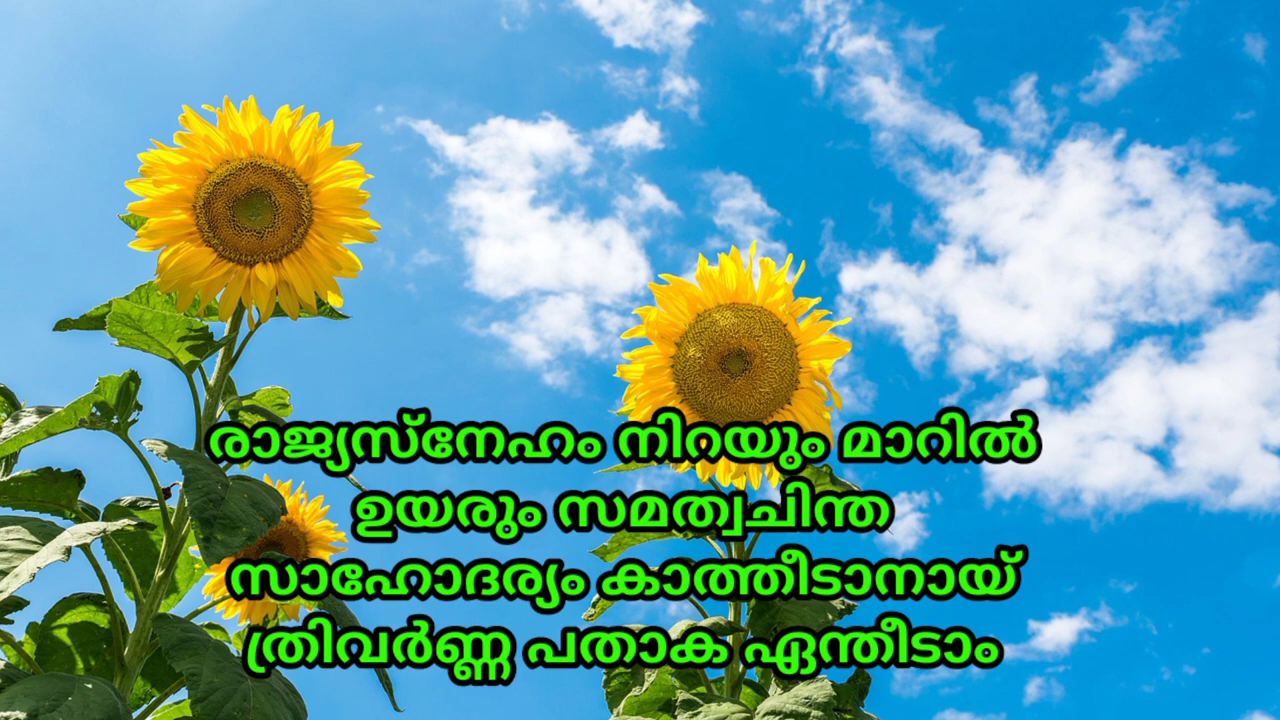 രാജ്യസ്നേഹം നിറയും മാറിൽ
ഉയരും സമത്വചിന്ത
സാഹോദര്യം കാത്തീടാനായ്
ത്രിവർണ്ണ പതാക ഏന്തീടാം